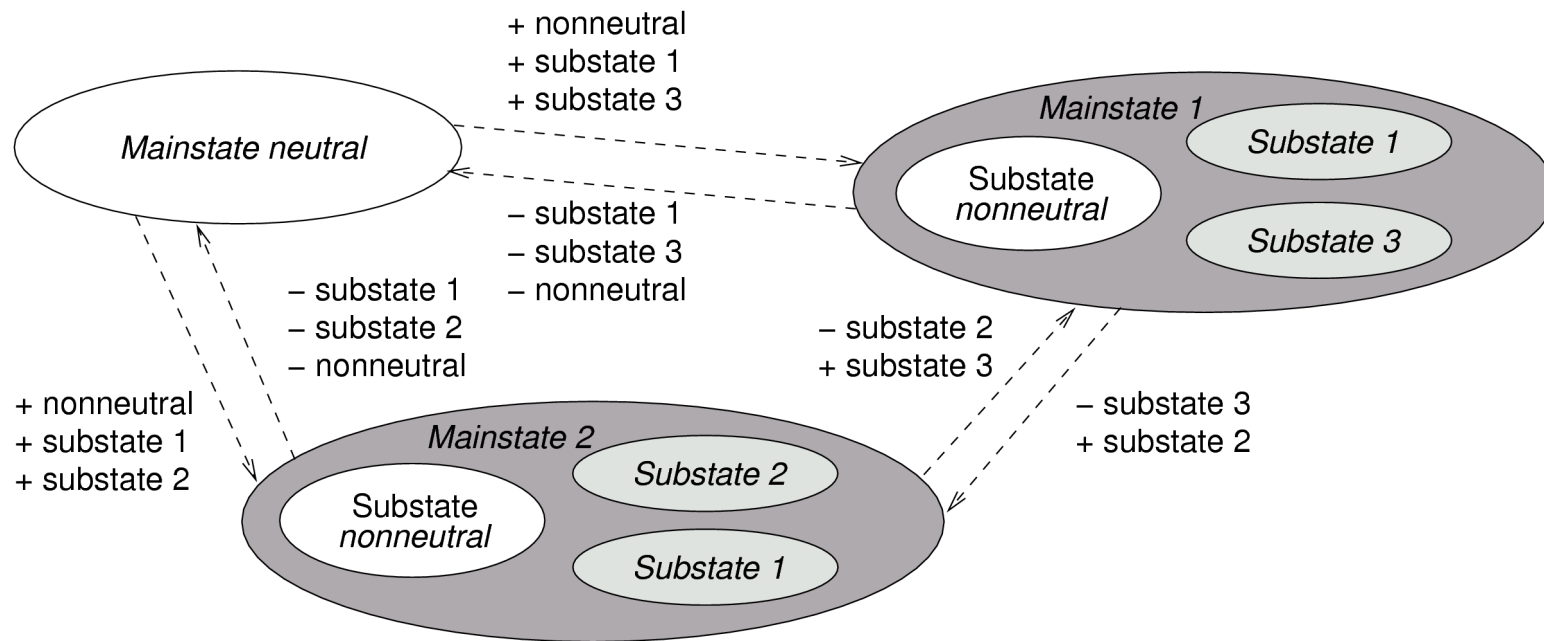 + nonneutral
+ substate 1
+ substate 3
Mainstate neutral
Mainstate 1
Substate 1
Substate
nonneutral
Substate 3
– substate 1
– substate 3
– nonneutral
– substate 1
– substate 2
– nonneutral
– substate 2
+ substate 3
+ nonneutral
+ substate 1
+ substate 2
– substate 3
+ substate 2
Mainstate 2
Substate 2
Substate
nonneutral
Substate 1